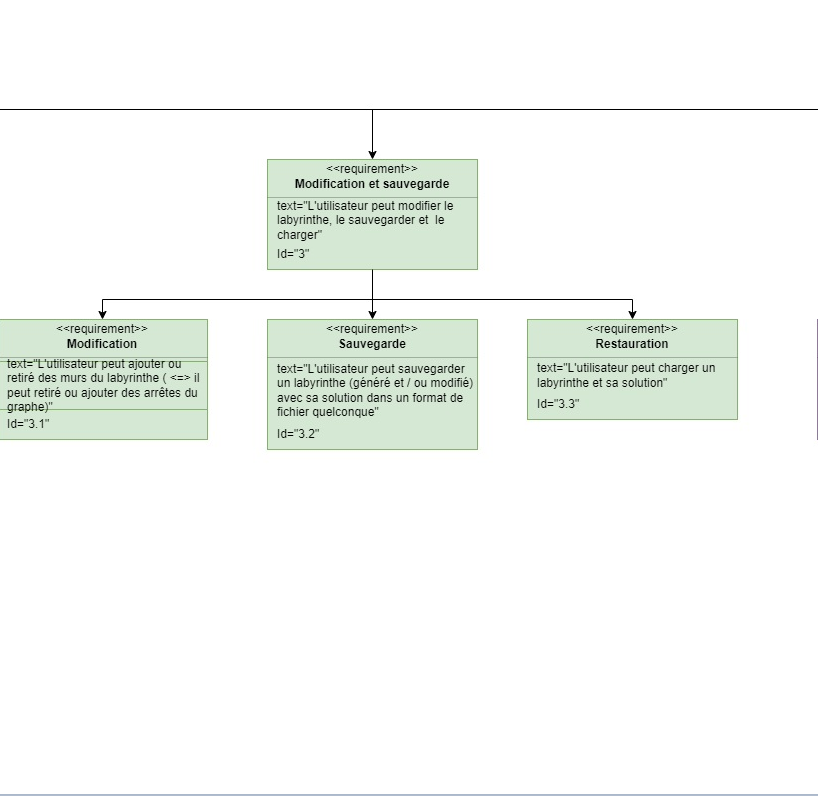 <<requirement>>
Modification et sauvegarde
text="L'utilisateur peut modifier le
labyrinthe, le sauvegarder et  le
charger"
Id="3"
<<requirement>>
Modification
text="L'utilisateur peut ajouter ou
retiré des murs du labyrinthe ( <=> il
peut retiré ou ajouter des arrêtes du
graphe)"
Id="3.1"
<<requirement>>
Sauvegarde
text="L'utilisateur peut sauvegarder
un labyrinthe (généré et / ou modifié)
avec sa solution dans un format de
fichier quelconque"
Id="3.2"
<<requirement>>
Restauration
text="L'utilisateur peut charger un
labyrinthe et sa solution"
Id="3.3"